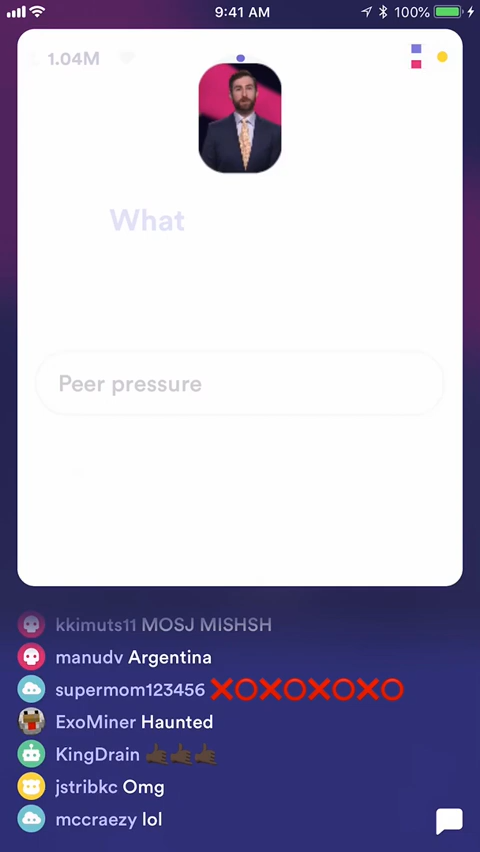 9:41 AM 100%
1.04M
What
Peer pressure
kkimuts11 MOSJ MISHSH
manudv Argentina
supermom123456 ❌⭕❌⭕❌⭕❌⭕
ExoMiner Haunted
KingDrain 🤙🏿🤙🏿🤙🏿
jstribkc Omg
mccraezy lol